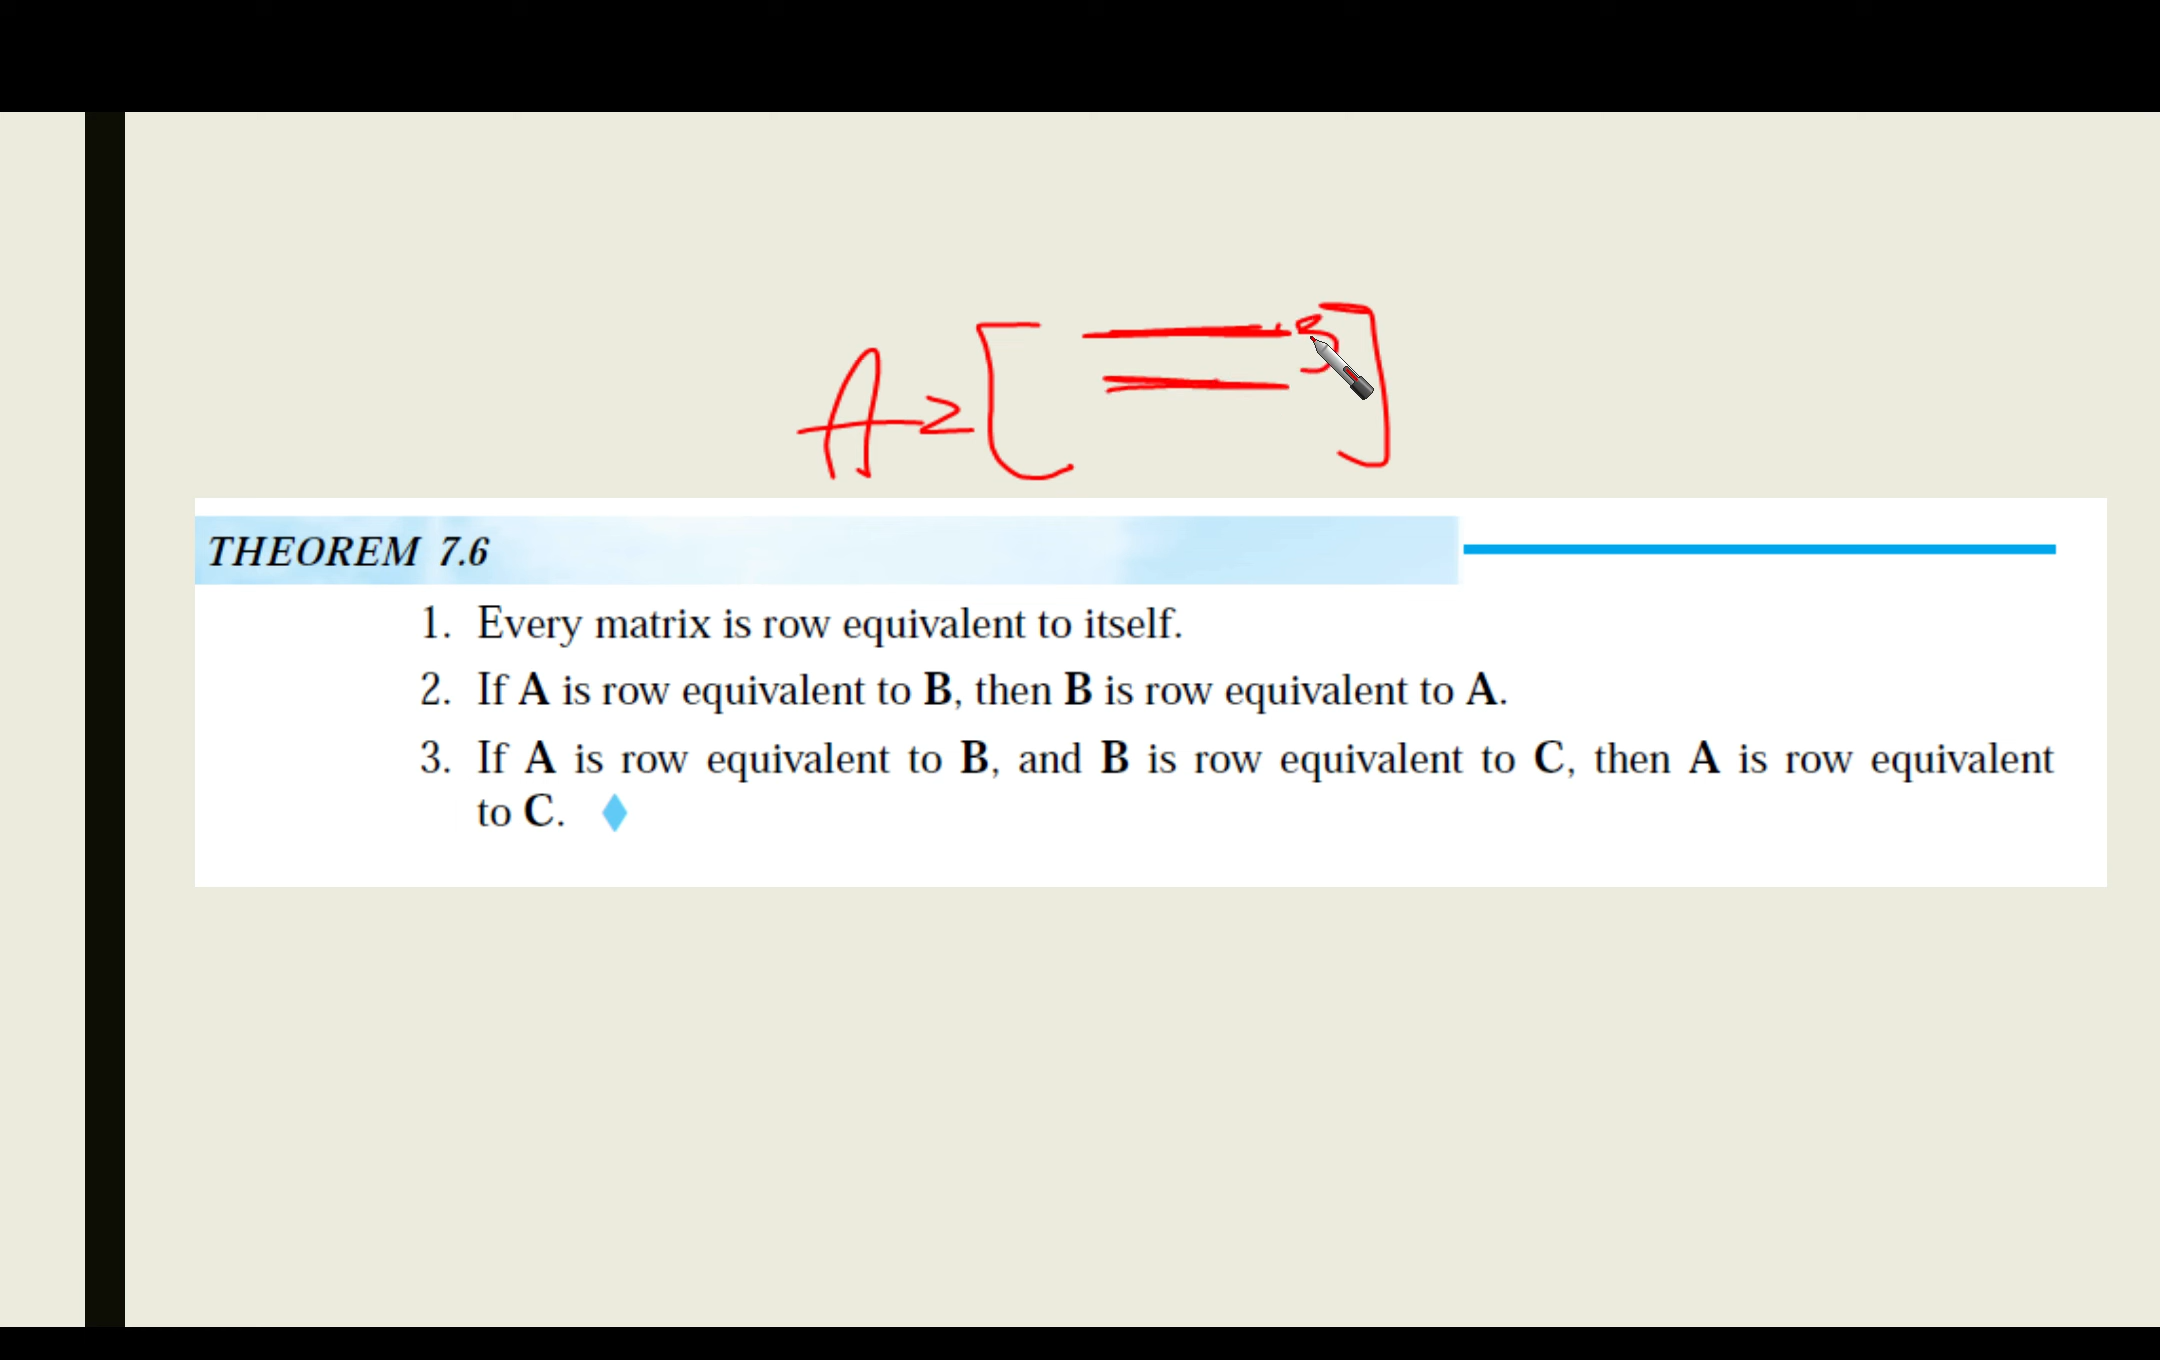 A=[
THEOREM 7.6
1. Every matrix is row equivalent to itself.
2. If A is row equivalent to B, then B is row equivalent to A.
3. If A is row equivalent to B, and B is row equivalent to C, then A is row equivalent
to C.